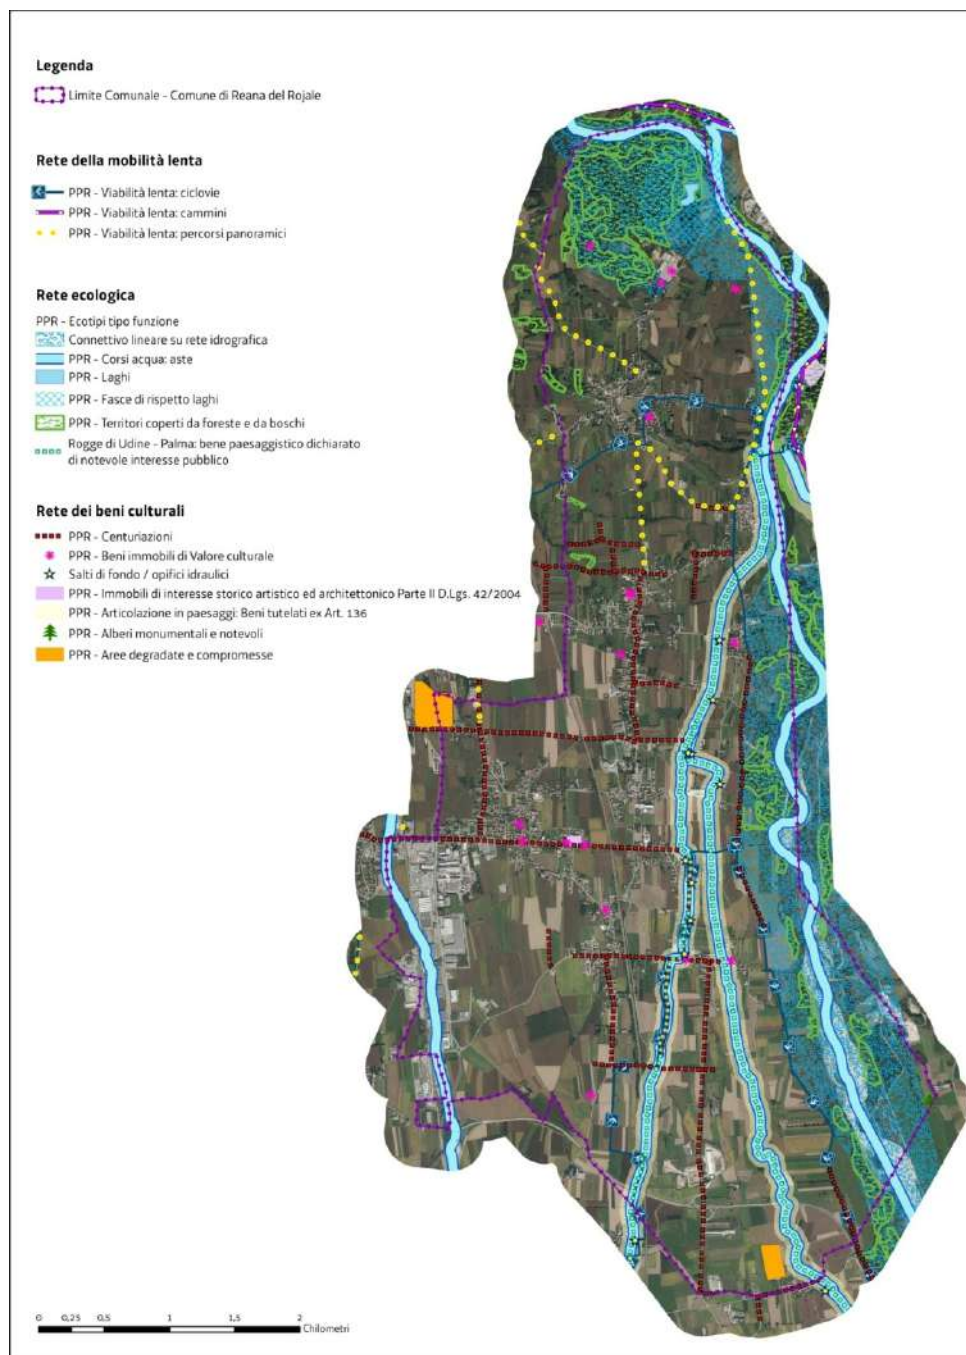 Legenda
Limite Comunale - Comune di Reana del Rojale
Rete della mobilità lenta
PPR - Viabilità lenta: ciclovie
PPR - Viabilità lenta: cammini
PPR - Viabilità lenta: percorsi panoramici
Rete ecologica
PPR - Ecotipi tipo funzione
Connettivo lineare su rete idrografica
PPR - Corsi acqua: aste
PPR - Laghi
PPR - Fasce di rispetto laghi
PPR - Territori coperti da foreste e da boschi
Rogge di Udine - Palma: bene paesaggistico dichiarato
di notevole interesse pubblico
Rete dei beni culturali
PPR - Centuriazioni
PPR - Beni immobili di Valore culturale
Salti di fondo / opifici idraulici
PPR - Immobili di interesse storico artistico ed architettonico Parte II D.Lgs. 42/2004
PPR - Articolazione in paesaggi: Beni tutelati ex Art. 136
PPR - Alberi monumentali e notevoli
PPR - Aree degradate e compromesse
0 0,25 0,5 1 1,5 2
Chilometri